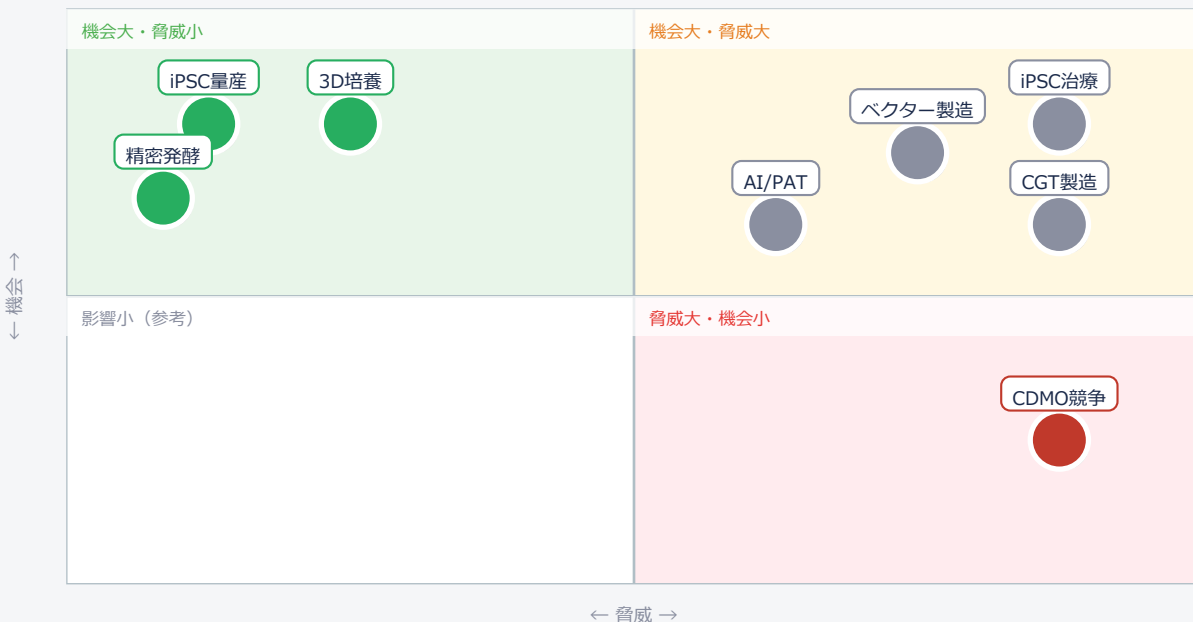 機会大・脅威小
機会大・脅威大
iPSC量産
3D培養
iPSC治療
ベクター製造
精密発酵
AI/PAT
CGT製造
← 機会 →
影響小（参考）
脅威大・機会小
CDMO競争
← 脅威 →